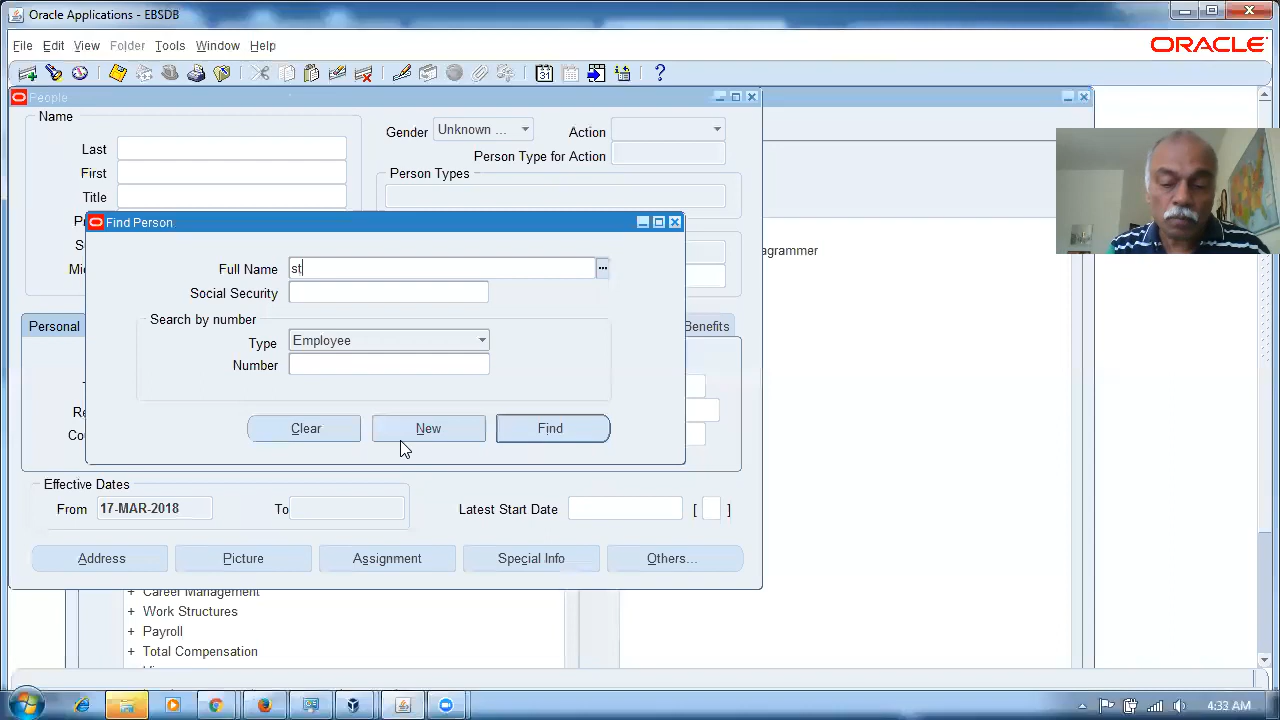 Oracle Applications - EBSDB
File Edit View Folder Tools Window Help
ORACLE
31
?
People
Name
Last
First
Title
Gender Unknown ... Action
Person Type for Action
Person Types
Find Person
Full Name st ...
Social Security
Search by number
Type Employee
Number
Clear New Find
agrammer
Personal
Benefits
Effective Dates
From 17-MAR-2018 To
Latest Start Date [ ]
Address Picture Assignment Special Info Others...
+ Career Management
+ Work Structures
+ Payroll
+ Total Compensation
4:33 AM